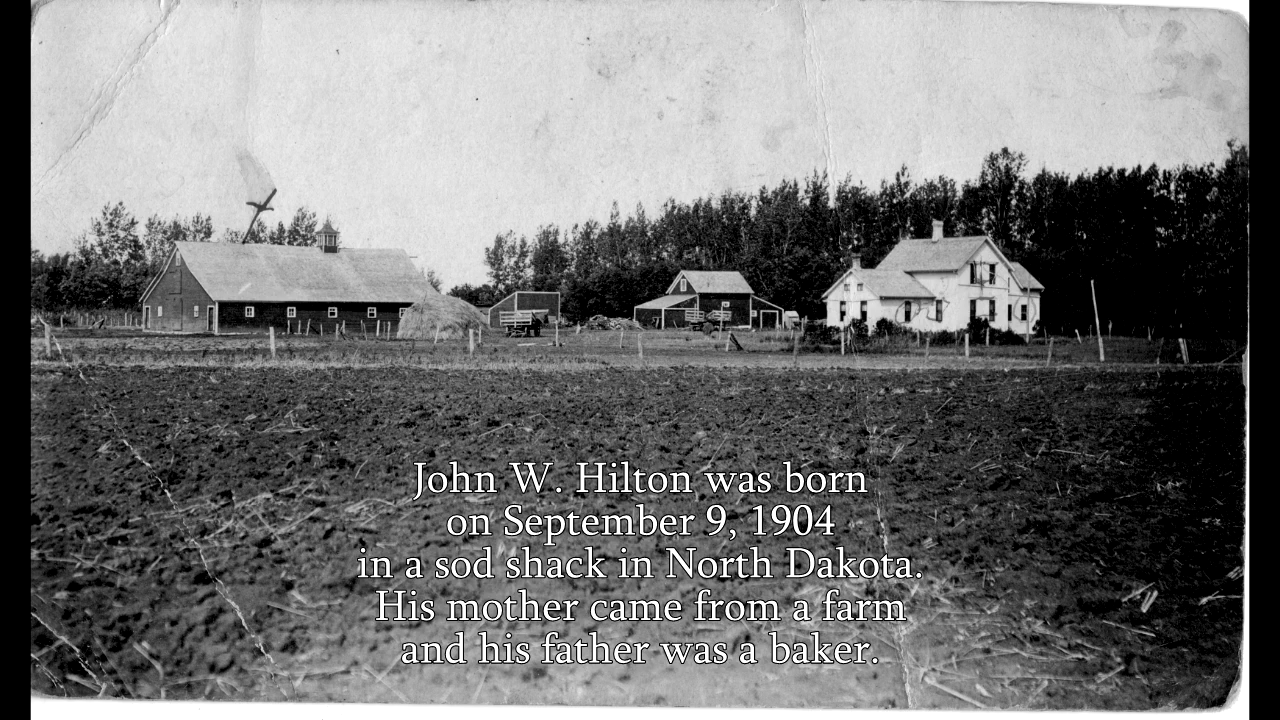 John W. Hilton was born
on September 9, 1904
in a sod shack in North Dakota.
His mother came from a farm
and his father was a baker.